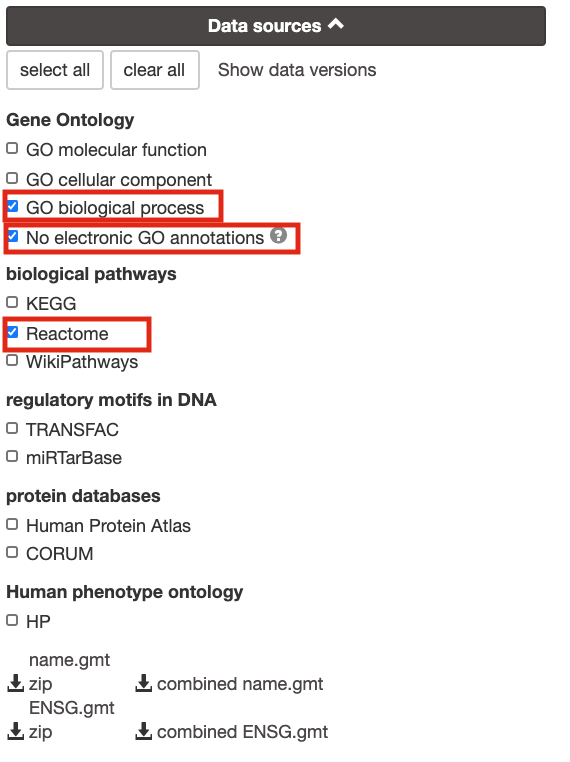 Data sources
select all clear all Show data versions
Gene Ontology
GO molecular function
GO cellular component
GO biological process
No electronic GO annotations ?
biological pathways
KEGG
Reactome
WikiPathways
regulatory motifs in DNA
TRANSFAC
miRTarBase
protein databases
Human Protein Atlas
CORUM
Human phenotype ontology
HP
name.gmt
zip combined name.gmt
ENSG.gmt
zip combined ENSG.gmt